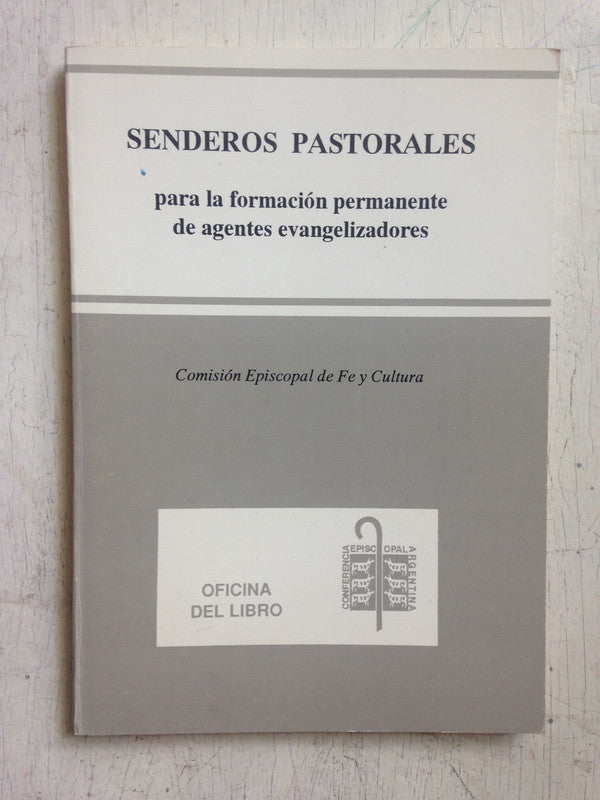 SENDEROS PASTORALES
para la formación permanente
de agentes evangelizadores
Comisión Episcopal de Fe y Cultura
OFICINA
DEL LIBRO
CONFERENCIA
EPISCOPAL
ARGENTINA